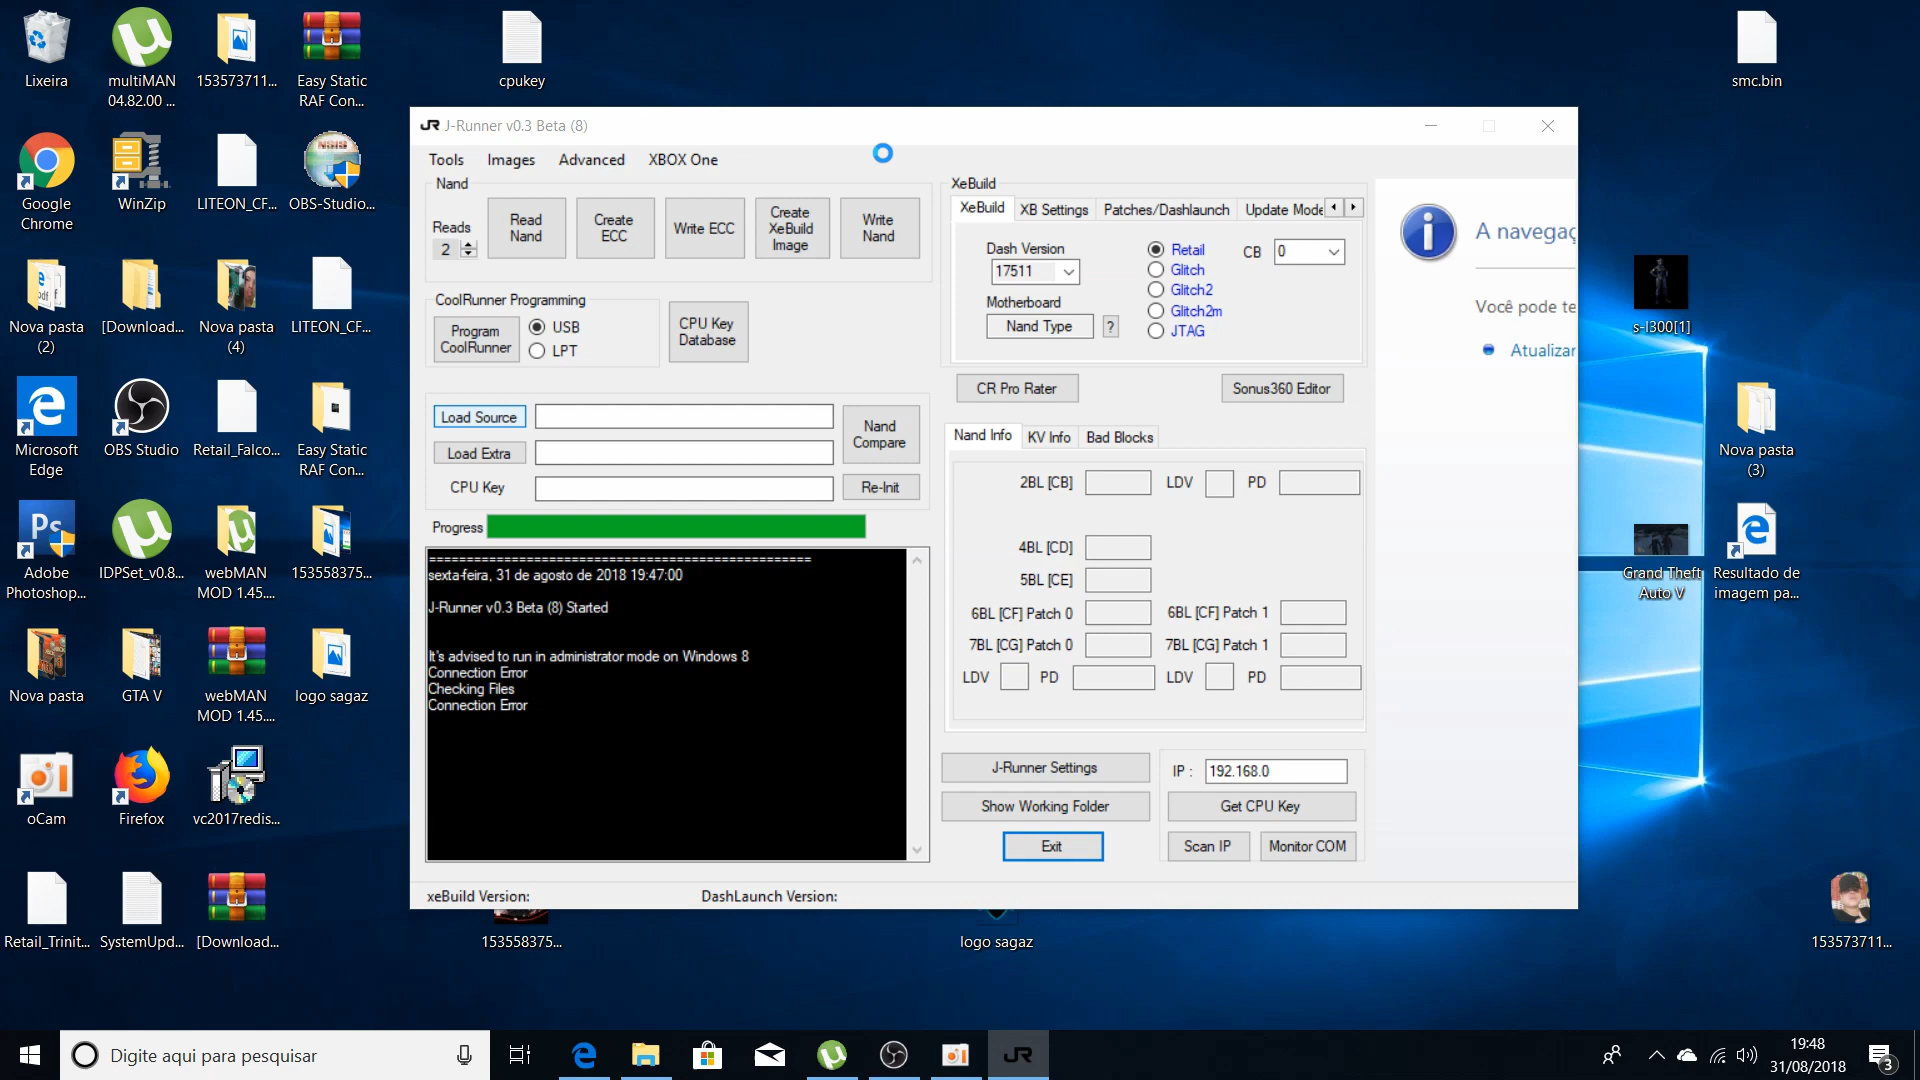 Lixeira
multiMAN
04.82.00 ...
153573711...
Easy Static
RAF Con...
cpukey
smc.bin
Google
Chrome
WinZip
LITEON_CF...
OBS-Studio...
Nova pasta
(2)
[Download...
Nova pasta
(4)
LITEON_CF...
Microsoft
Edge
OBS Studio
Retail_Falco...
Easy Static
RAF Con...
Adobe
Photoshop...
IDPSet_v0.8...
webMAN
MOD 1.45....
153558375...
Nova pasta
GTA V
webMAN
MOD 1.45....
logo sagaz
oCam
Firefox
vc2017redis...
Retail_Trinit...
SystemUpd...
[Download...
153558375...
logo sagaz
s-l300[1]
Nova pasta
(3)
Grand Theft
Auto V
Resultado de
imagem pa...
153573711...
JR J-Runner v0.3 Beta (8)
Tools Images Advanced XBOX One
Nand
Reads
2
Read
Nand
Create
ECC
Write ECC
Create
XeBuild
Image
Write
Nand
CoolRunner Programming
Program
CoolRunner
USB
LPT
CPU Key
Database
Load Source
Load Extra
CPU Key
Nand
Compare
Re-Init
Progress
==================================================
sexta-feira, 31 de agosto de 2018 19:47:00
J-Runner v0.3 Beta (8) Started
It's advised to run in administrator mode on Windows 8
Connection Error
Checking Files
Connection Error
XeBuild
XeBuild XB Settings Patches/Dashlaunch Update Mode
Dash Version
17511
Motherboard
Nand Type ?
Retail
Glitch
Glitch2
Glitch2m
JTAG
CB 0
CR Pro Rater
Sonus360 Editor
Nand Info KV Info Bad Blocks
2BL [CB] LDV PD
4BL [CD]
5BL [CE]
6BL [CF] Patch 0 6BL [CF] Patch 1
7BL [CG] Patch 0 7BL [CG] Patch 1
LDV PD LDV PD
J-Runner Settings
Show Working Folder
Exit
IP : 192.168.0
Get CPU Key
Scan IP Monitor COM
A navegaç
Você pode te
Atualizar
xeBuild Version: DashLaunch Version:
Digite aqui para pesquisar
JR
19:48
31/08/2018
3